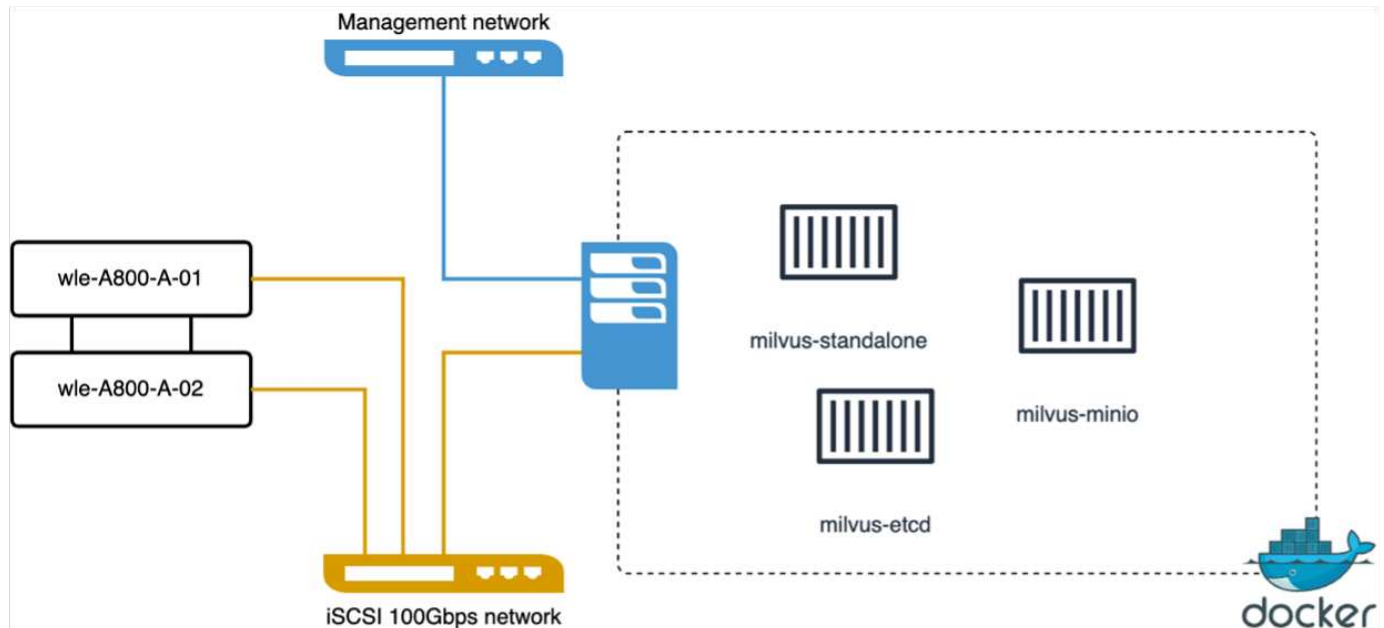 Management network
wle-A800-A-01
milvus-standalone
wle-A800-A-02
milvus-minio
milvus-etcd
iSCSI 100Gbps network
docker